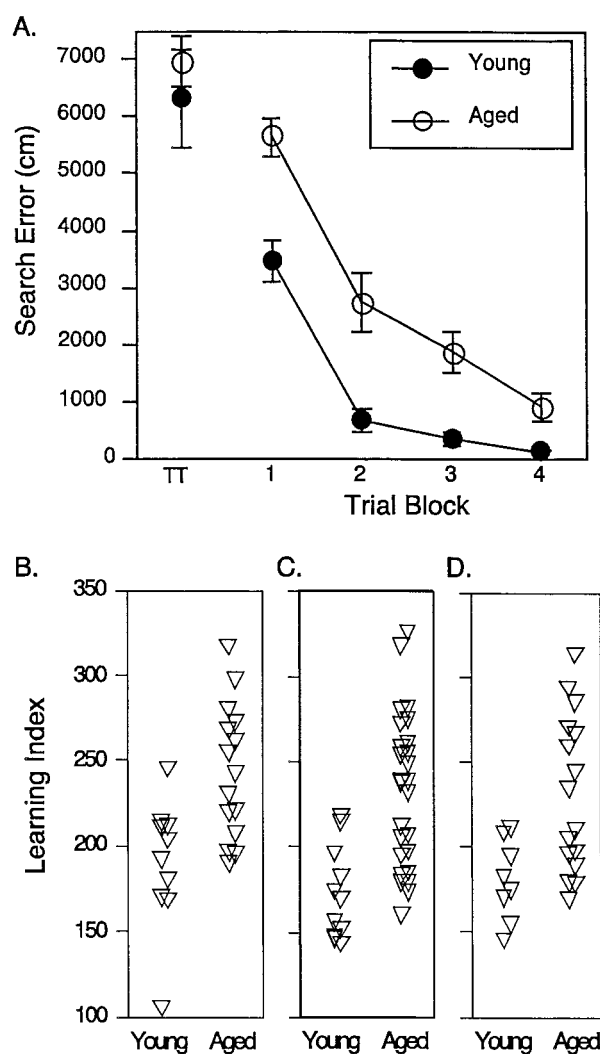 A.
7000
6000
5000
4000
3000
2000
1000
0
Search Error (cm)
Young
Aged
TT 1 2 3 4
Trial Block
B. C. D.
350
300
250
200
150
100
Learning Index
Young Aged Young Aged Young Aged